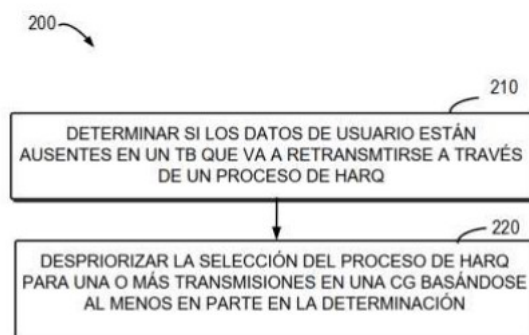 200
210
DETERMINAR SI LOS DATOS DE USUARIO ESTÁN
AUSENTES EN UN TB QUE VA A RETRANSMTIRSE A TRAVÉS
DE UN PROCESO DE HARQ
220
DESPRIORIZAR LA SELECCIÓN DEL PROCESO DE HARQ
PARA UNA O MÁS TRANSMISIONES EN UNA CG BASÁNDOSE
AL MENOS EN PARTE EN LA DETERMINACIÓN